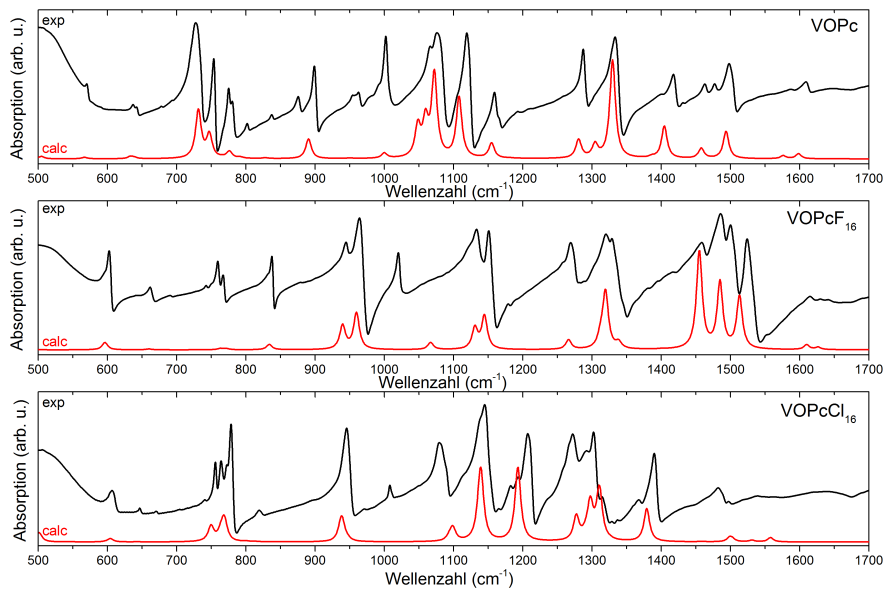 exp
VOPc
Absorption (arb. u.)
calc
500 600 700 800 900 1000 1100 1200 1300 1400 1500 1600 1700
Wellenzahl (cm-1)
exp
VOPcF16
Absorption (arb. u.)
calc
500 600 700 800 900 1000 1100 1200 1300 1400 1500 1600 1700
Wellenzahl (cm-1)
exp
VOPcCl16
Absorption (arb. u.)
calc
500 600 700 800 900 1000 1100 1200 1300 1400 1500 1600 1700
Wellenzahl (cm-1)